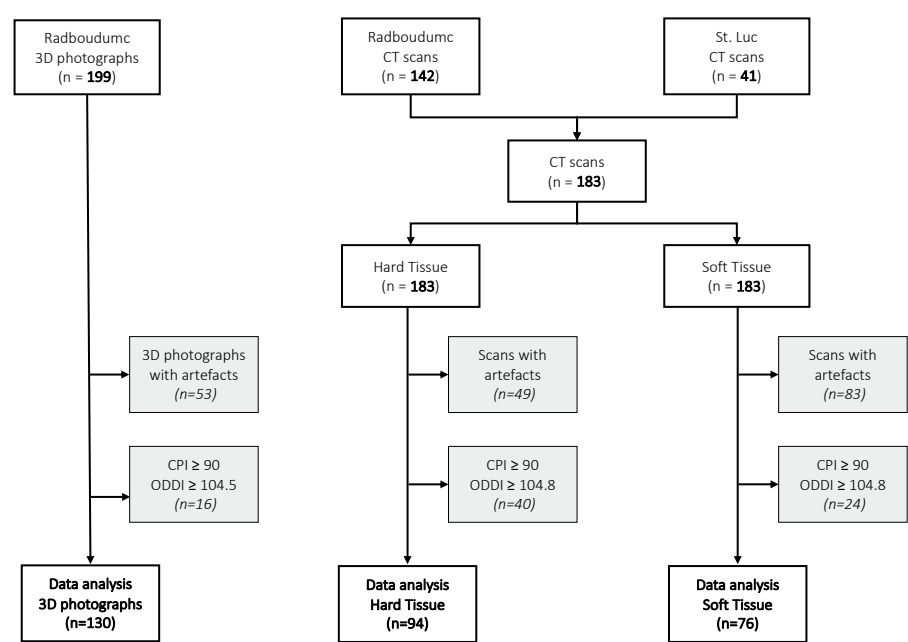 Radboudumc
3D photographs
(n = 199)
Radboudumc
CT scans
(n = 142)
St. Luc
CT scans
(n = 41)
CT scans
(n = 183)
Hard Tissue
(n = 183)
Soft Tissue
(n = 183)
3D photographs
with artefacts
(n=53)
Scans with
artefacts
(n=49)
Scans with
artefacts
(n=83)
CPI ≥ 90
ODDI ≥ 104.5
(n=16)
CPI ≥ 90
ODDI ≥ 104.8
(n=40)
CPI ≥ 90
ODDI ≥ 104.8
(n=24)
Data analysis
3D photographs
(n=130)
Data analysis
Hard Tissue
(n=94)
Data analysis
Soft Tissue
(n=76)